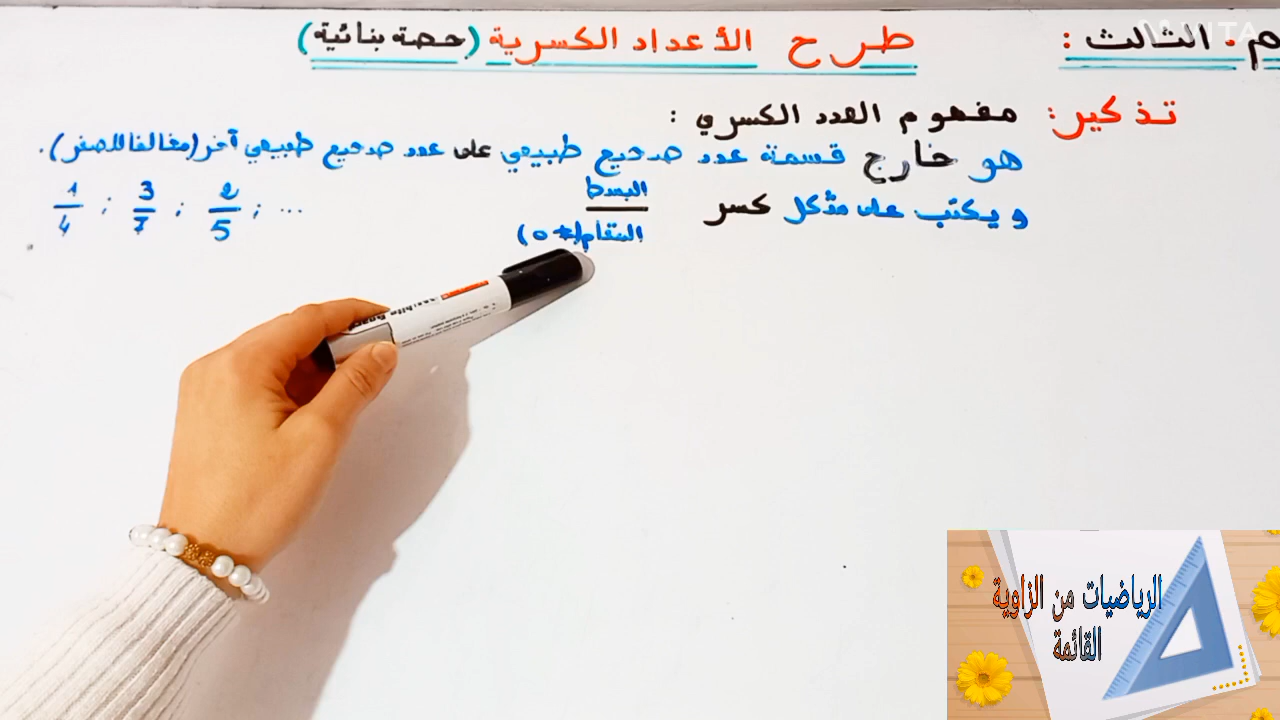 م. الثالث : طرح الأعداد الكسرية (حصة بنائية)
تذكير: مفهوم العدد الكسري :
هو خارج قسمة عدد صحيح طبيعي على عدد صحيح طبيعي آخر (مخالف للصفر).
ويكتب على شكل كسر البسط / المقام (≠ 0)
1/4 ; 3/7 ; 2/5 ; ...
الرياضيات من الزاوية
القائمة